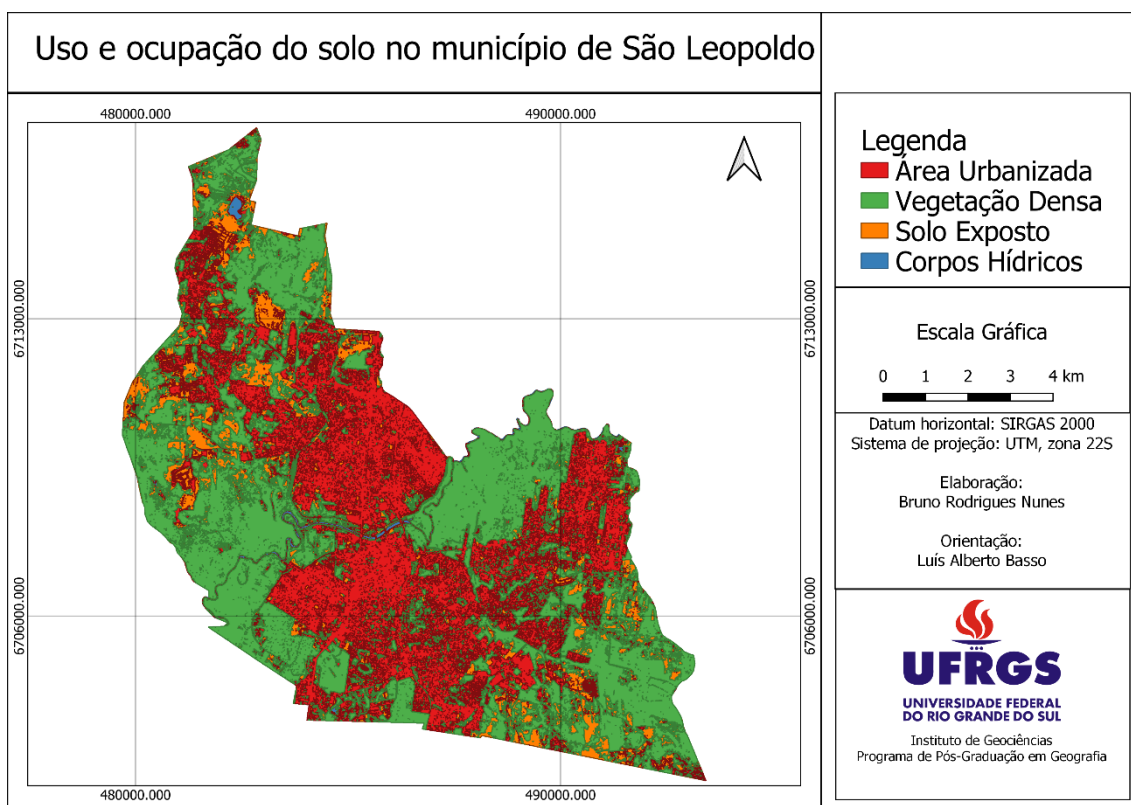 Uso e ocupação do solo no município de São Leopoldo
480000.000
490000.000
6713000.000
6713000.000
6706000.000
6706000.000
480000.000
490000.000
Legenda
Área Urbanizada
Vegetação Densa
Solo Exposto
Corpos Hídricos
Escala Gráfica
0 1 2 3 4 km
Datum horizontal: SIRGAS 2000
Sistema de projeção: UTM, zona 22S
Elaboração:
Bruno Rodrigues Nunes
Orientação:
Luís Alberto Basso
UFRGS
UNIVERSIDADE FEDERAL
DO RIO GRANDE DO SUL
Instituto de Geociências
Programa de Pós-Graduação em Geografia